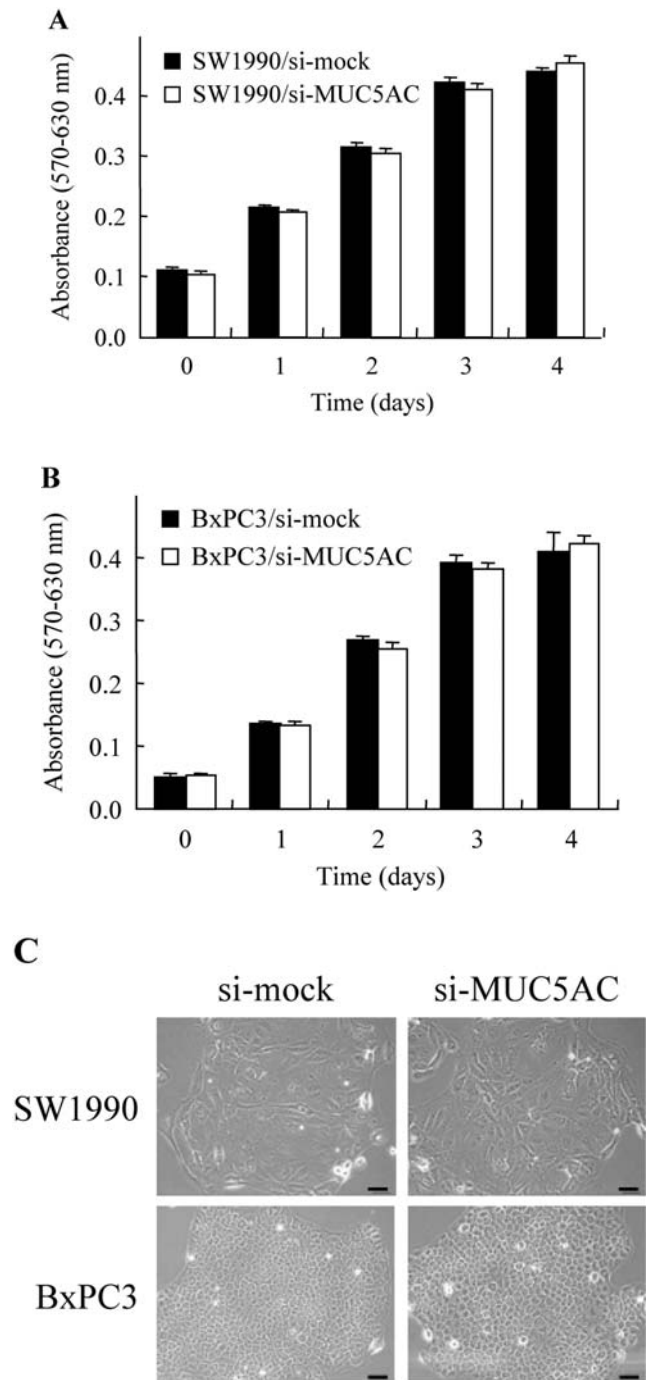 A
SW1990/si-mock
SW1990/si-MUC5AC
Absorbance (570-630 nm)
0.4
0.3
0.2
0.1
0.0
0 1 2 3 4
Time (days)
B
BxPC3/si-mock
BxPC3/si-MUC5AC
Absorbance (570-630 nm)
0.4
0.3
0.2
0.1
0.0
0 1 2 3 4
Time (days)
C
si-mock si-MUC5AC
SW1990
BxPC3